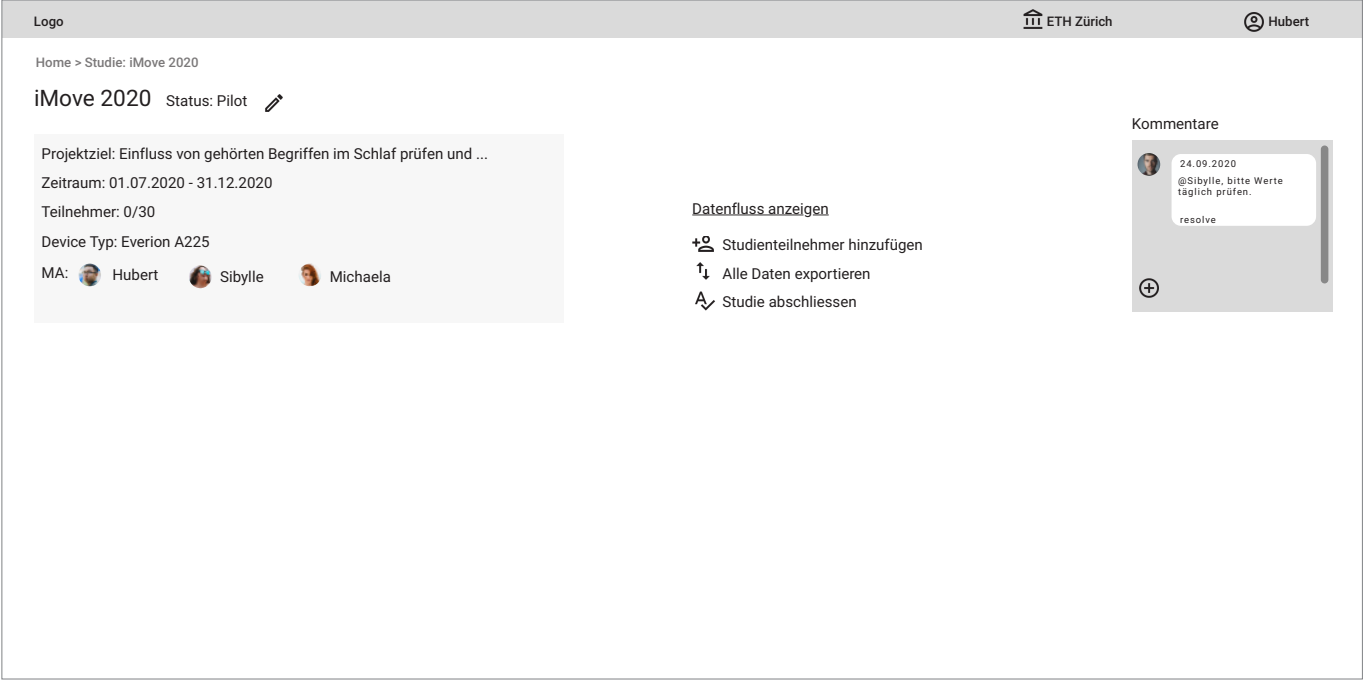 Logo
ETH Zürich
Hubert
Home > Studie: iMove 2020
iMove 2020 Status: Pilot
Projektziel: Einfluss von gehörten Begriffen im Schlaf prüfen und ...
Zeitraum: 01.07.2020 - 31.12.2020
Teilnehmer: 0/30
Device Typ: Everion A225
MA: Hubert Sibylle Michaela
Datenfluss anzeigen
Studienteilnehmer hinzufügen
Alle Daten exportieren
Studie abschliessen
Kommentare
24.09.2020
@Sibylle, bitte Werte
täglich prüfen.
resolve